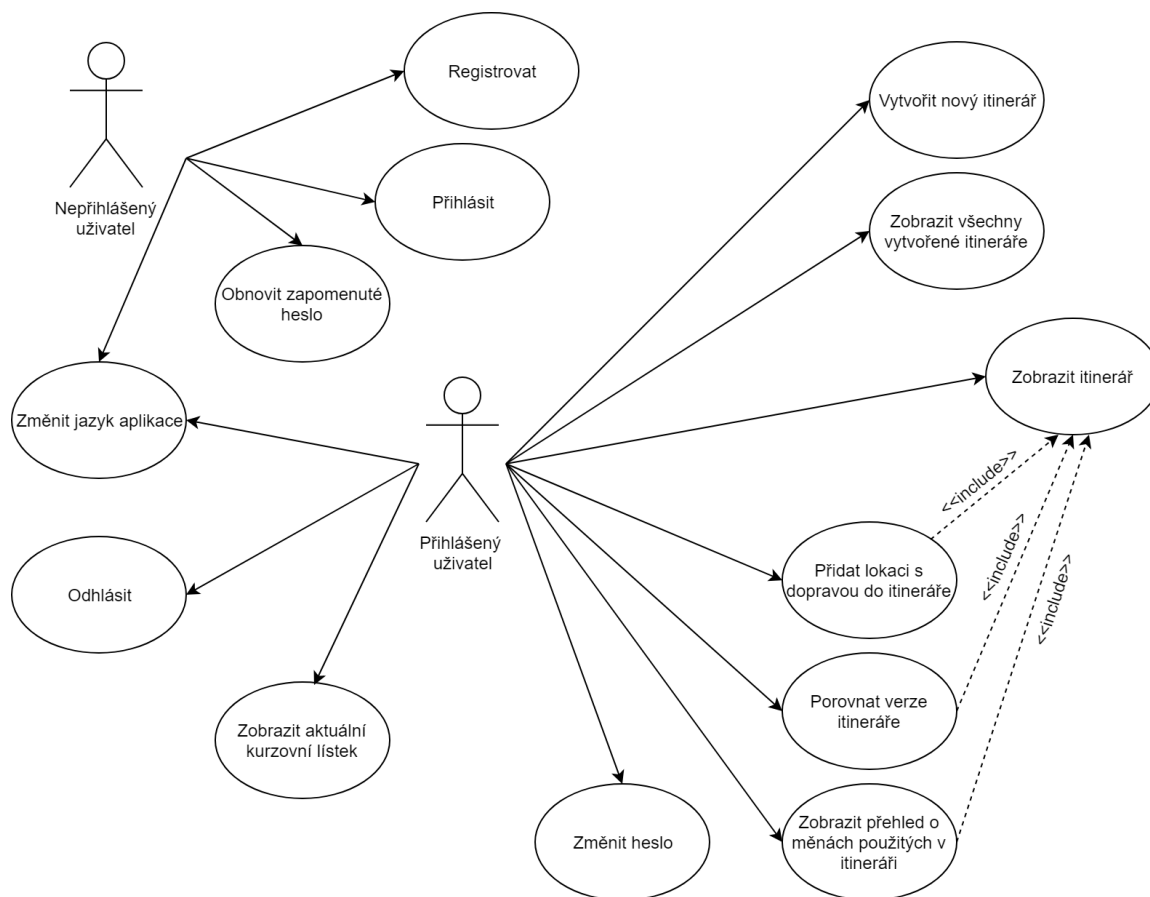 Registrovat
Vytvořit nový itinerář
Nepřihlášený
uživatel
Přihlásit
Zobrazit všechny
vytvořené itineráře
Obnovit zapomenuté
heslo
Zobrazit itinerář
Změnit jazyk aplikace
<<include>>
<<include>>
<<include>>
Přihlášený
uživatel
Přidat lokaci s
dopravou do itineráře
Odhlásit
Porovnat verze
itineráře
Zobrazit aktuální
kurzovní lístek
Změnit heslo
Zobrazit přehled o
měnách použitých v
itineráři